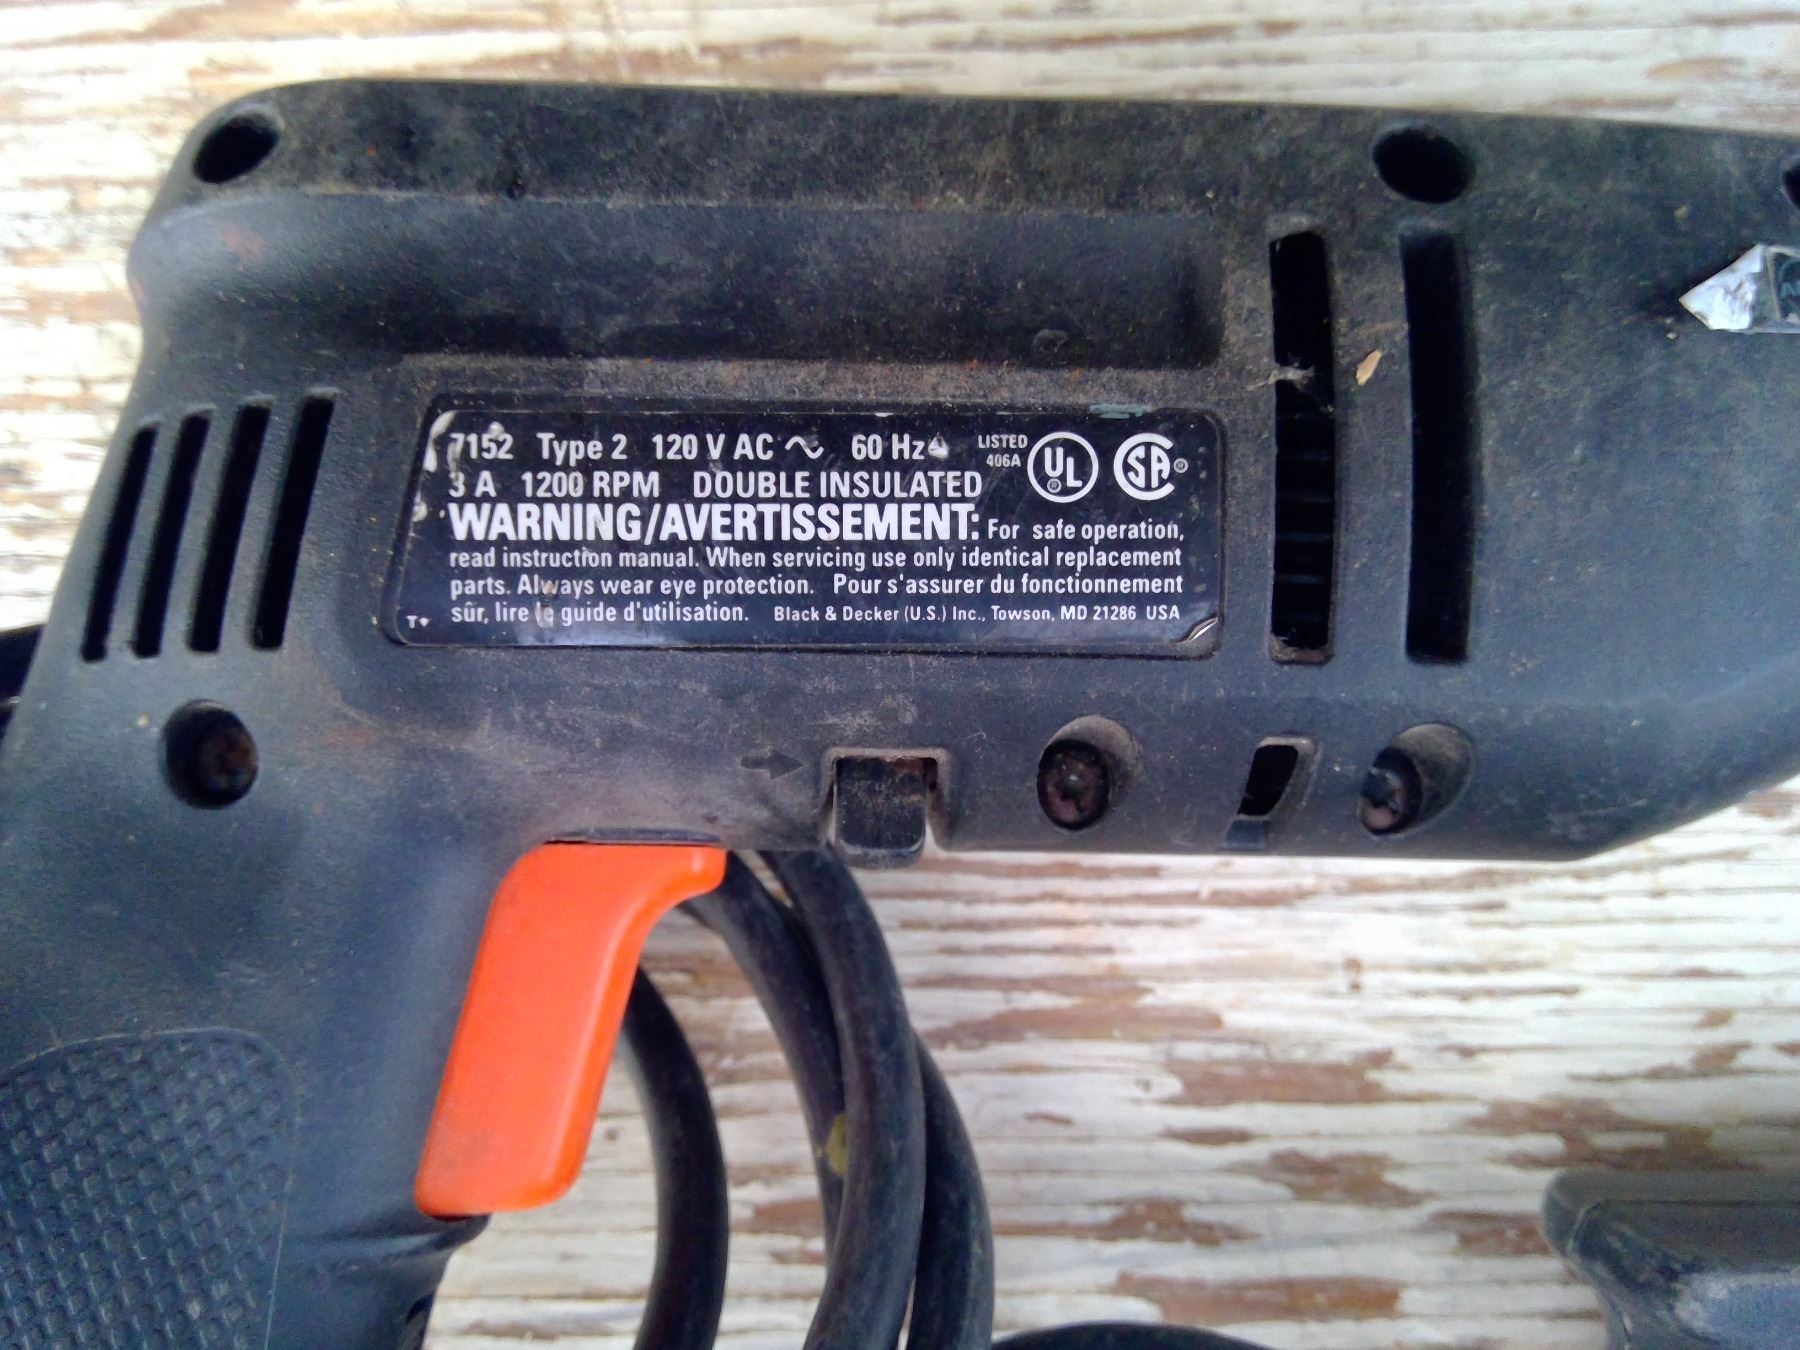 7152 Type 2 120 V AC ~ 60 Hz
LISTED
406A
UL ®
SA ®
3 A 1200 RPM DOUBLE INSULATED
WARNING/AVERTISSEMENT: For safe operation,
read instruction manual. When servicing use only identical replacement
parts. Always wear eye protection. Pour s'assurer du fonctionnement
sûr, lire le guide d'utilisation. Black & Decker (U.S.) Inc., Towson, MD 21286 USA